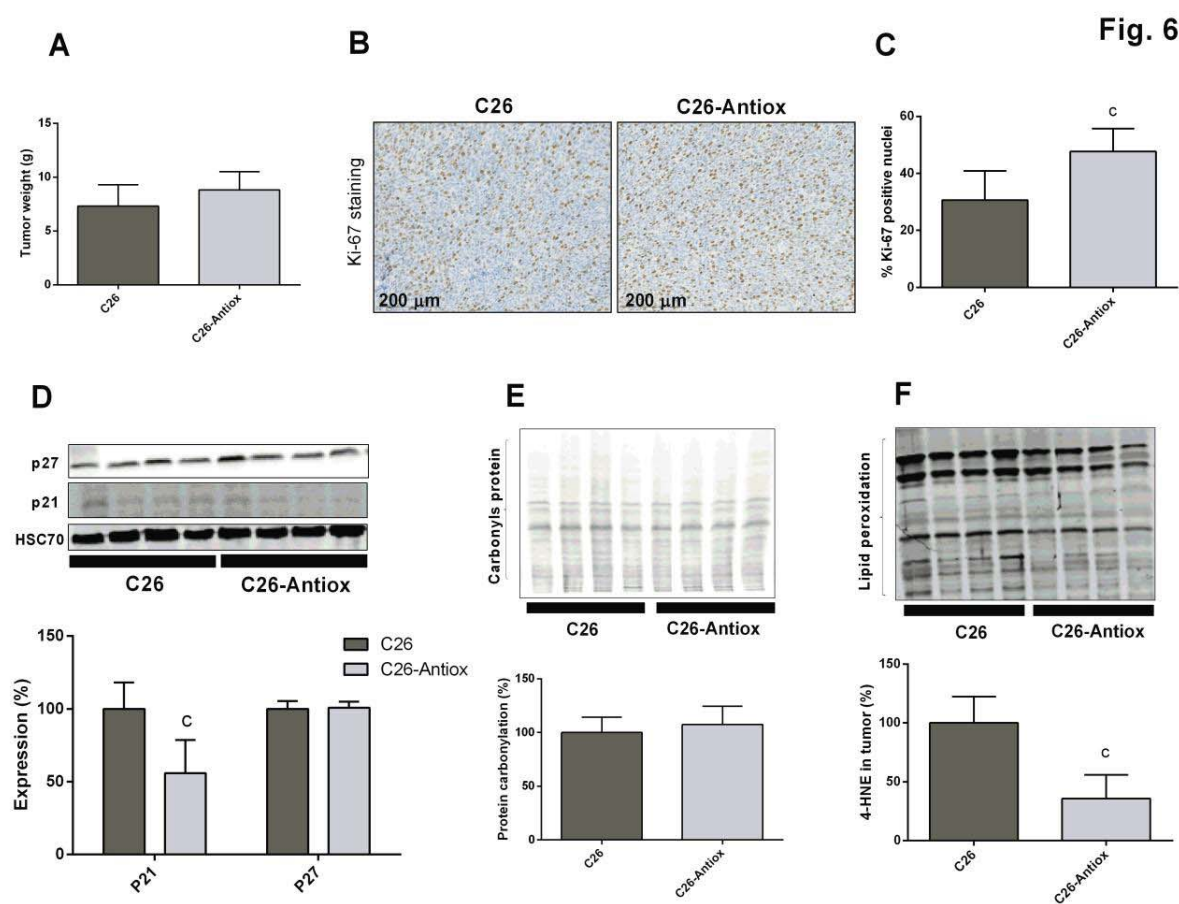 Fig. 6
A
Tumor weight (g)
15
10
5
0
C26
C26-Antiox
B
C26
C26-Antiox
Ki-67 staining
200 μm
200 μm
C
% Ki-67 positive nuclei
60
40
20
0
C
C26
C26-Antiox
D
p27
p21
HSC70
C26
C26-Antiox
Expression (%)
150
100
50
0
C
C26
C26-Antiox
P21
P27
E
Carbonyls protein
C26
C26-Antiox
Protein carbonylation (%)
150
100
50
0
C26
C26-Antiox
F
Lipid peroxidation
C26
C26-Antiox
4-HNE in tumor (%)
150
100
50
0
C
C26
C26-Antiox